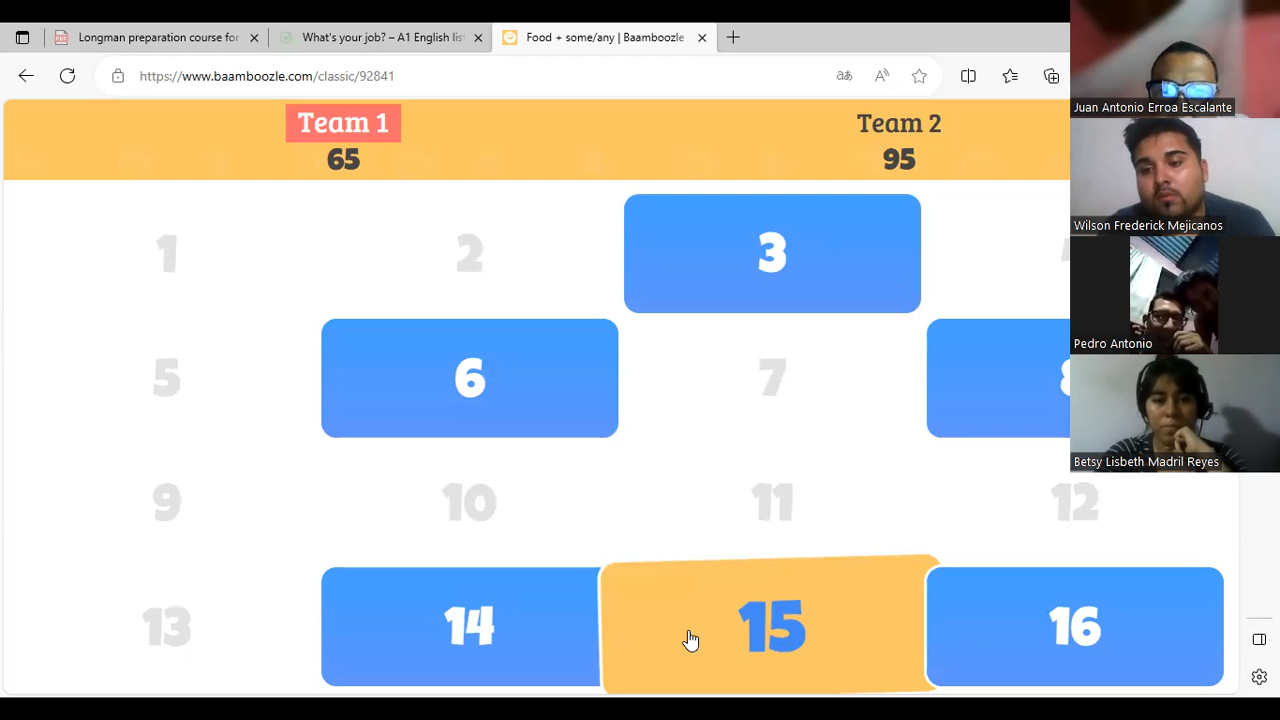 Longman preparation course for
What's your job? – A1 English lis
Food + some/any | Baamboozle
https://www.baamboozle.com/classic/92841
Team 1
65
Team 2
95
1
2
3
5
6
7
8
9
10
11
12
13
14
15
16
Juan Antonio Erroa Escalante
Wilson Frederick Mejicanos
Pedro Antonio
Betsy Lisbeth Madril Reyes